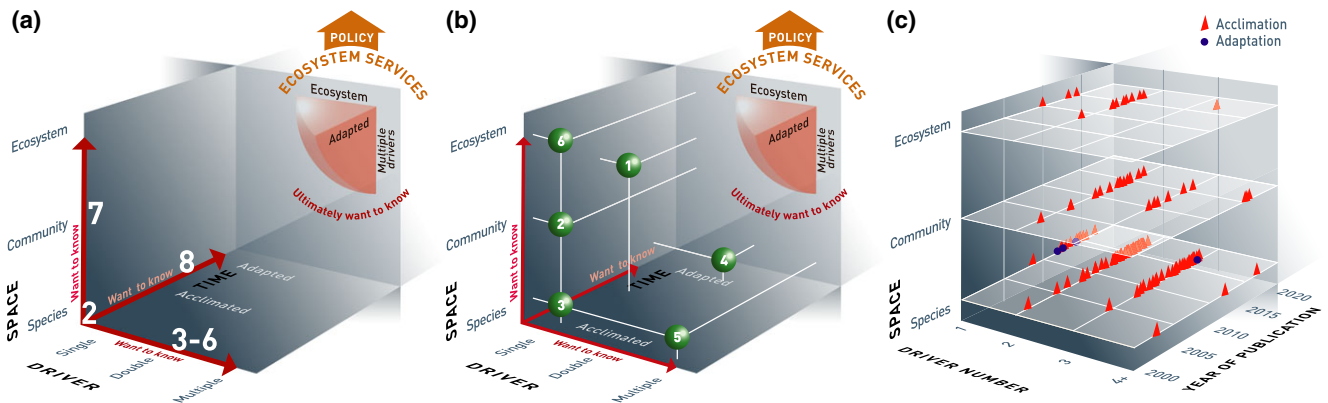 (a)
POLICY
ECOSYSTEM SERVICES
Ecosystem
Adapted
Multiple
drivers
Ultimately want to know
Ecosystem
Community
Species
SPACE
Want to know
7
2
8
3-6
Want to know
TIME
Adapted
Acclimated
Want to know
Single
Double
Multiple
DRIVER
(b)
POLICY
ECOSYSTEM SERVICES
Ecosystem
Adapted
Multiple
drivers
Ultimately want to know
Ecosystem
Community
Species
SPACE
Want to know
6
1
2
4
3
5
Want to know
TIME
Adapted
Acclimated
Want to know
Single
Double
Multiple
DRIVER
(c)
Acclimation
Adaptation
Ecosystem
Community
Species
SPACE
1
2
3
4+
DRIVER NUMBER
2000
2005
2010
2015
2020
YEAR OF PUBLICATION